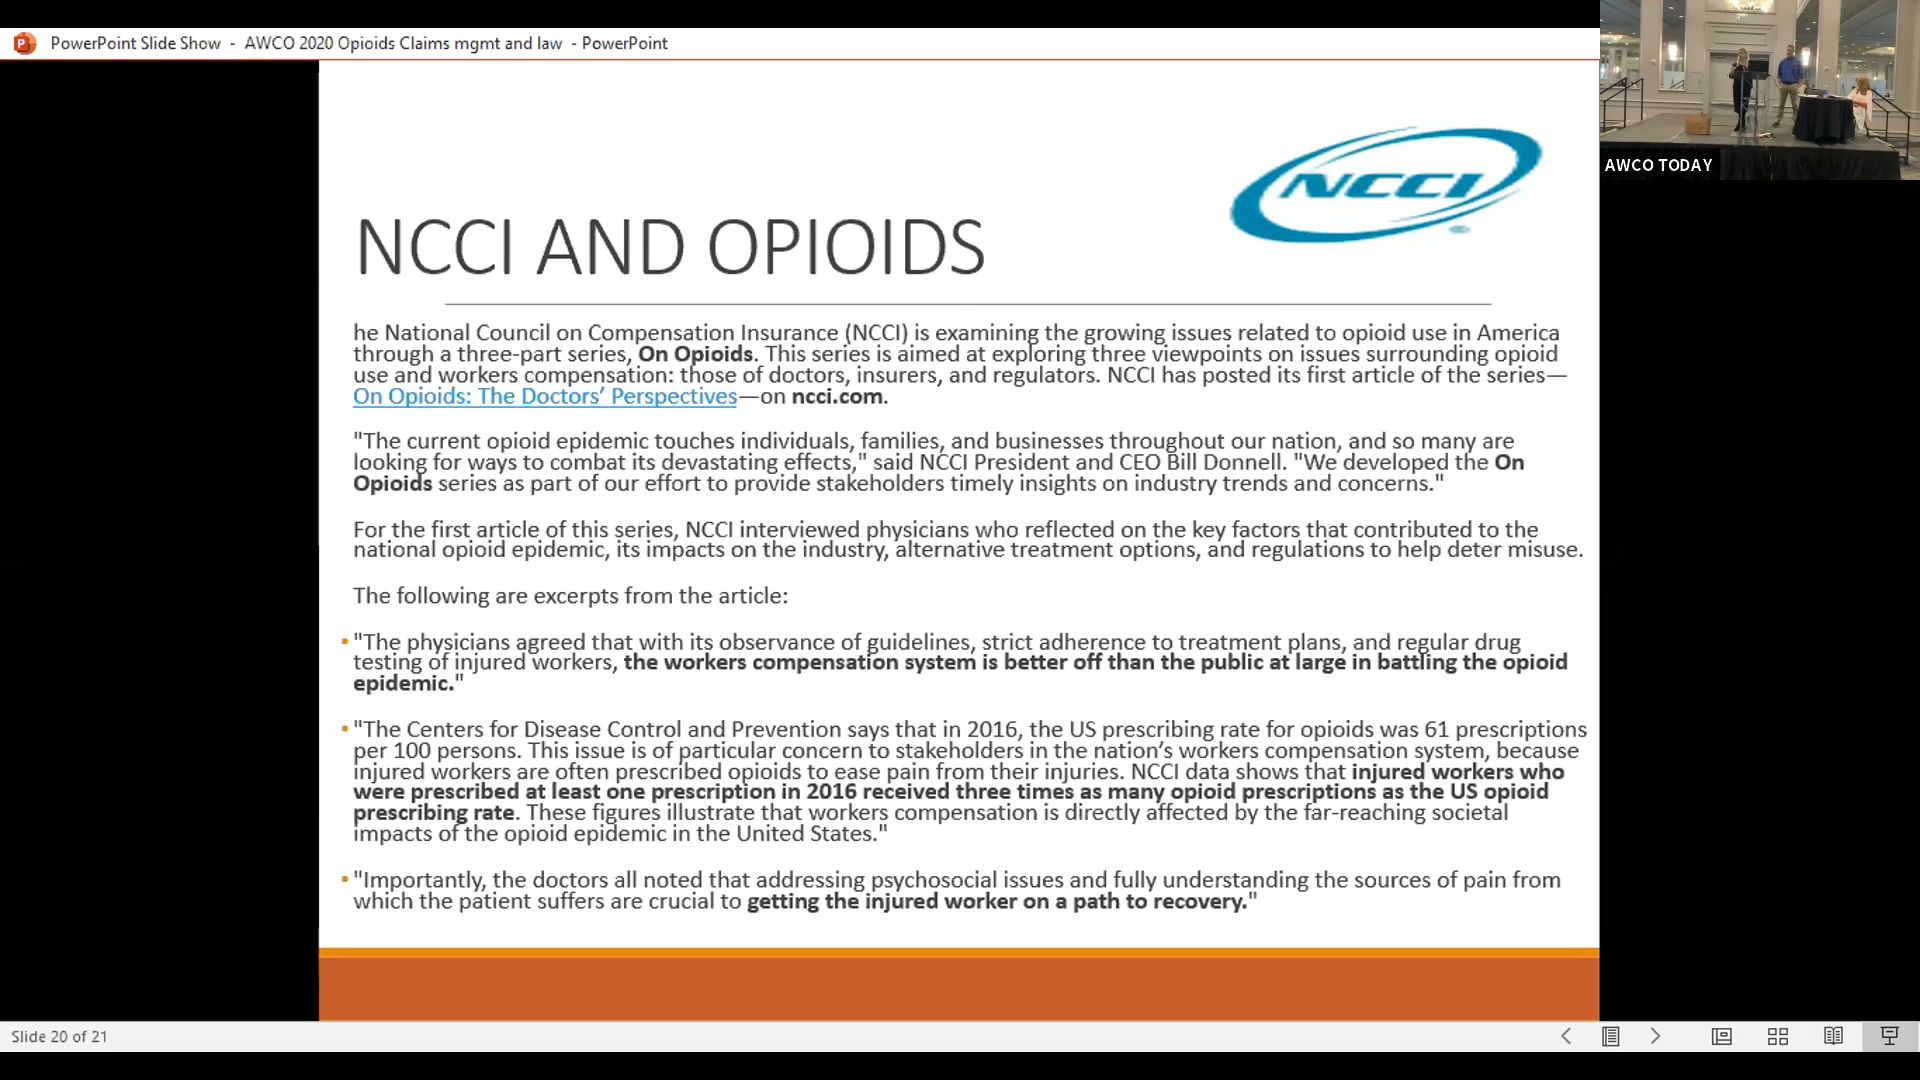 PowerPoint Slide Show - AWCO 2020 Opioids Claims mgmt and law - PowerPoint
AWCO TODAY
NCCI
NCCI AND OPIOIDS
he National Council on Compensation Insurance (NCCI) is examining the growing issues related to opioid use in America
through a three-part series, On Opioids. This series is aimed at exploring three viewpoints on issues surrounding opioid
use and workers compensation: those of doctors, insurers, and regulators. NCCI has posted its first article of the series—
On Opioids: The Doctors’ Perspectives—on ncci.com.
"The current opioid epidemic touches individuals, families, and businesses throughout our nation, and so many are
looking for ways to combat its devastating effects," said NCCI President and CEO Bill Donnell. "We developed the On
Opioids series as part of our effort to provide stakeholders timely insights on industry trends and concerns."
For the first article of this series, NCCI interviewed physicians who reflected on the key factors that contributed to the
national opioid epidemic, its impacts on the industry, alternative treatment options, and regulations to help deter misuse.
The following are excerpts from the article:
▪ "The physicians agreed that with its observance of guidelines, strict adherence to treatment plans, and regular drug
testing of injured workers, the workers compensation system is better off than the public at large in battling the opioid
epidemic."
▪ "The Centers for Disease Control and Prevention says that in 2016, the US prescribing rate for opioids was 61 prescriptions
per 100 persons. This issue is of particular concern to stakeholders in the nation’s workers compensation system, because
injured workers are often prescribed opioids to ease pain from their injuries. NCCI data shows that injured workers who
were prescribed at least one prescription in 2016 received three times as many opioid prescriptions as the US opioid
prescribing rate. These figures illustrate that workers compensation is directly affected by the far-reaching societal
impacts of the opioid epidemic in the United States."
▪ "Importantly, the doctors all noted that addressing psychosocial issues and fully understanding the sources of pain from
which the patient suffers are crucial to getting the injured worker on a path to recovery."
Slide 20 of 21